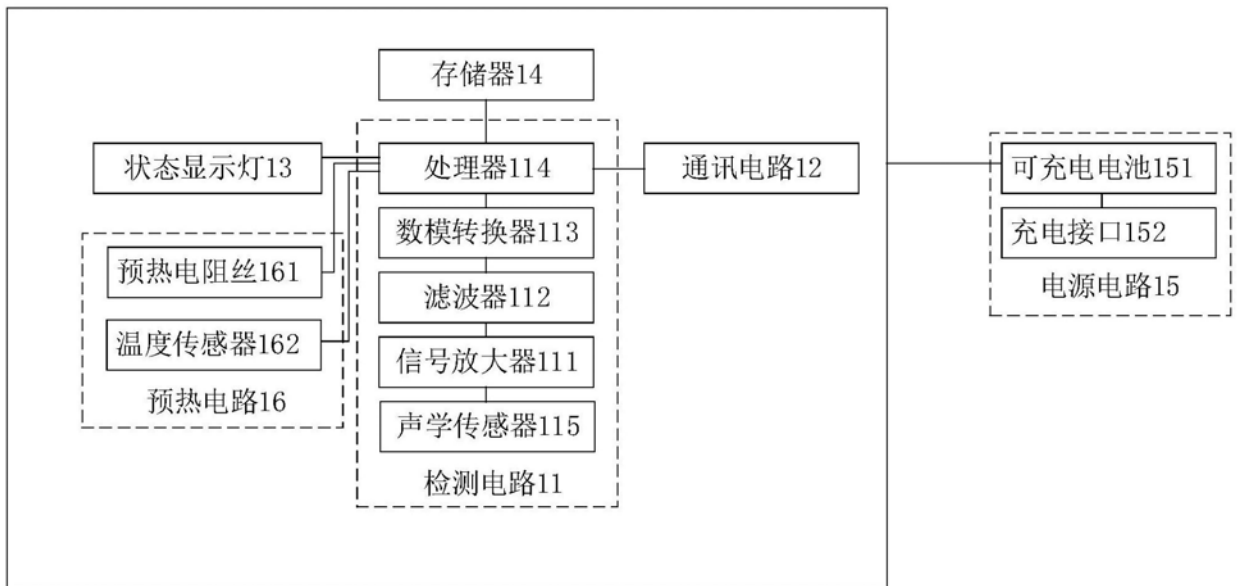 存储器14
状态显示灯13
处理器114
通讯电路12
可充电电池151
数模转换器113
充电接口152
预热电阻丝161
滤波器112
电源电路15
温度传感器162
信号放大器111
预热电路16
声学传感器115
检测电路11